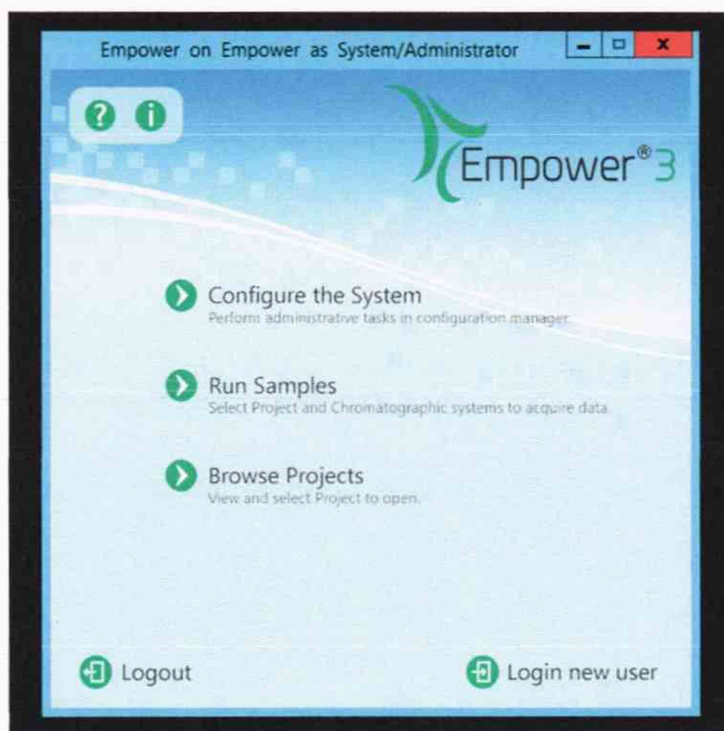 Empower on Empower as System/Administrator
Empower®3
Configure the System
Perform administrative tasks in configuration manager.
Run Samples
Select Project and Chromatographic systems to acquire data.
Browse Projects
View and select Project to open.
Logout
Login new user